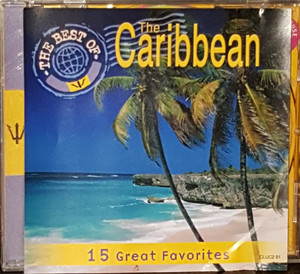 THE BEST OF
The
Caribbean
15 Great Favorites